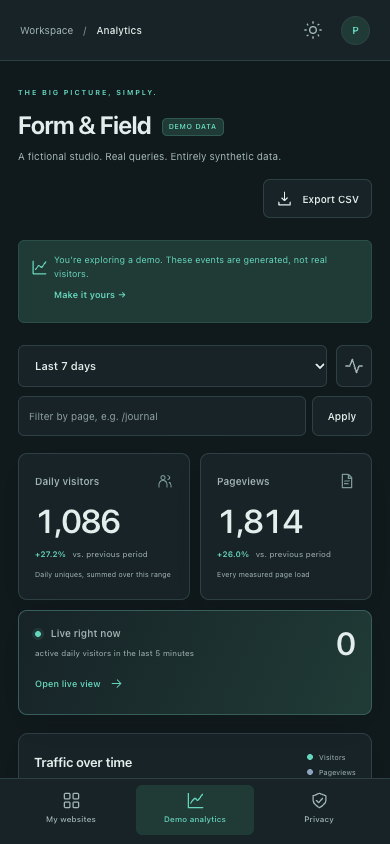 Workspace / Analytics
P
THE BIG PICTURE, SIMPLY.
Form & Field DEMO DATA
A fictional studio. Real queries. Entirely synthetic data.
Export CSV
You're exploring a demo. These events are generated, not real
visitors.
Make it yours →
Last 7 days
Filter by page, e.g. /journal Apply
Daily visitors
1,086
+27.2% vs. previous period
Daily uniques, summed over this range
Pageviews
1,814
+26.0% vs. previous period
Every measured page load
Live right now
active daily visitors in the last 5 minutes
0
Open live view →
Traffic over time
Visitors
Pageviews
My websites
Demo analytics
Privacy